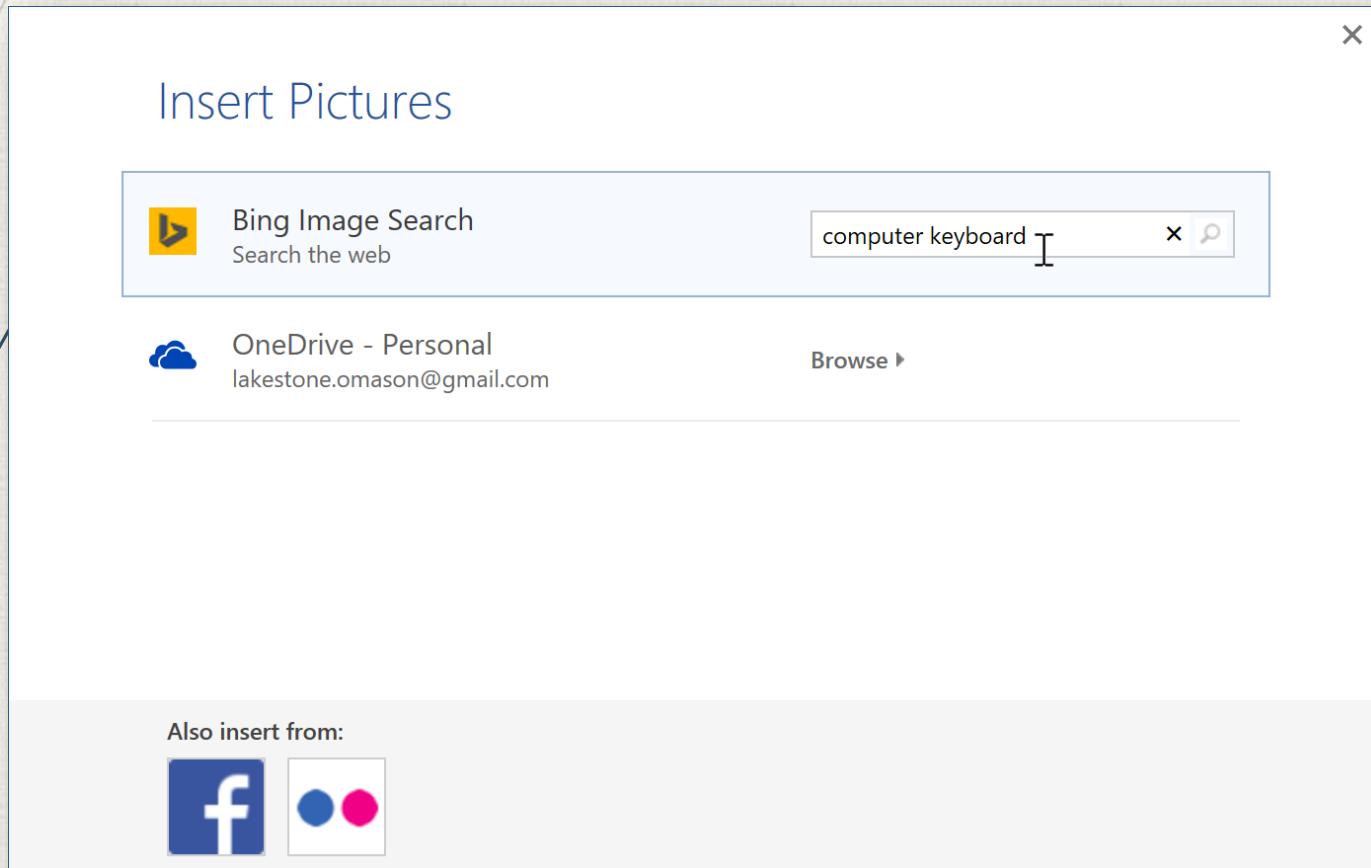 Insert Pictures
Bing Image Search
Search the web
computer keyboard
OneDrive - Personal
lakestone.omason@gmail.com
Browse
Also insert from: